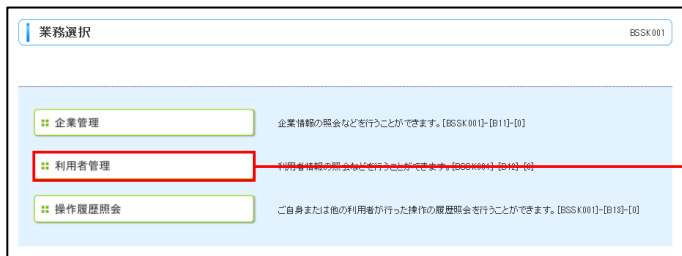 業務選択
BSSK001
企業管理
企業情報の照会などを行うことができます。[BSSK001]-[B11]-[0]
利用者管理
利用者情報の照会などを行うことができます。[BSSK001]-[B12]-[0]
操作履歴照会
ご自身または他の利用者が行った操作の履歴照会を行うことができます。[BSSK001]-[B13]-[0]